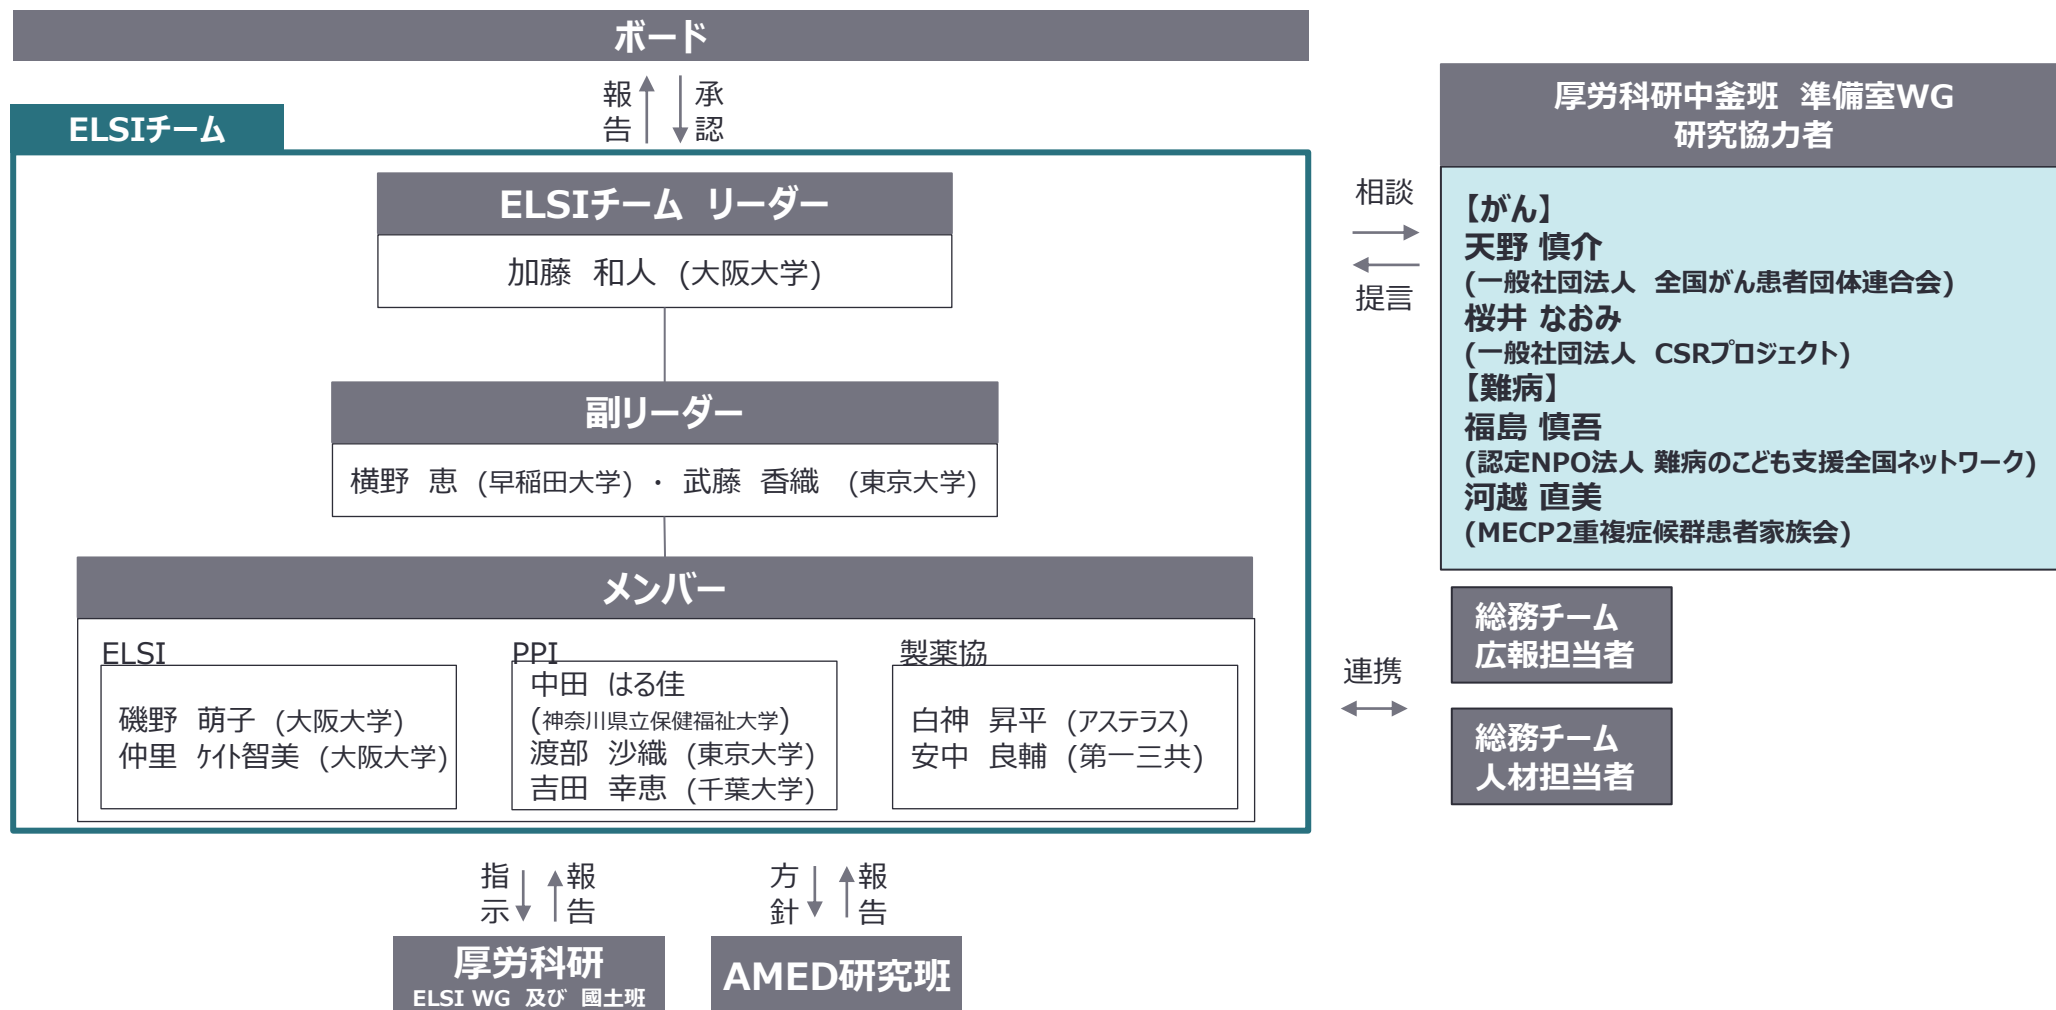 ボード
報告
承認
ELSIチーム
ELSIチーム リーダー
加藤 和人 (大阪大学)
副リーダー
横野 恵 (早稲田大学) ・ 武藤 香織 (東京大学)
メンバー
ELSI
磯野 萌子 (大阪大学)
仲里 ｹｲﾄ智美 (大阪大学)
PPI
中田 はる佳
(神奈川県立保健福祉大学)
渡部 沙織 (東京大学)
吉田 幸恵 (千葉大学)
製薬協
白神 昇平 (アステラス)
安中 良輔 (第一三共)
相談
提言
厚労科研中釜班 準備室WG
研究協力者
【がん】
天野 慎介
(一般社団法人 全国がん患者団体連合会)
桜井 なおみ
(一般社団法人 CSRプロジェクト)
【難病】
福島 慎吾
(認定NPO法人 難病のこども支援全国ネットワーク)
河越 直美
(MECP2重複症候群患者家族会)
連携
総務チーム
広報担当者
総務チーム
人材担当者
指示
報告
方針
報告
厚労科研
ELSI WG 及び 國土班
AMED研究班